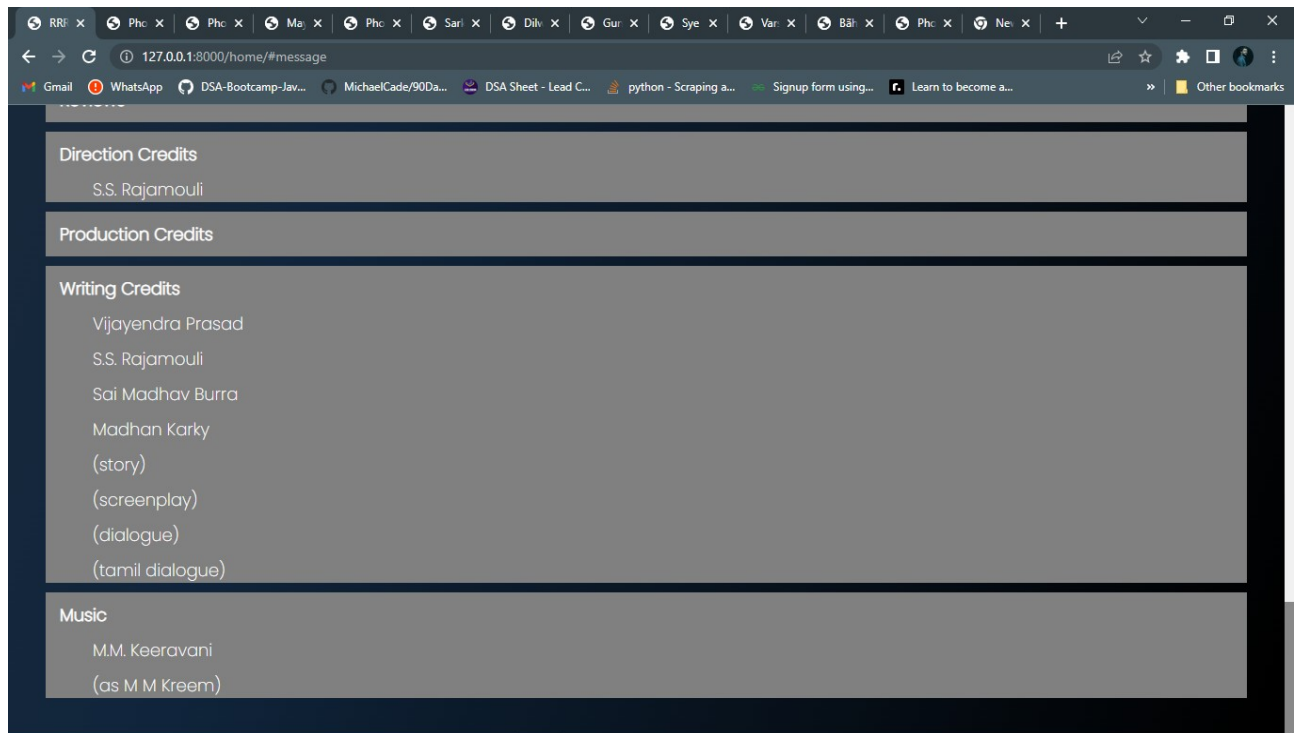 RRF Pho Pho Maj Pho Sari Dilv Gur Sye Var Bāh Pho Nev
127.0.0.1:8000/home/#message
Gmail WhatsApp DSA-Bootcamp-Jav... MichaelCade/90Da... DSA Sheet - Lead C... python - Scraping a... Signup form using... Learn to become a... » Other bookmarks
Direction Credits
S.S. Rajamouli
Production Credits
Writing Credits
Vijayendra Prasad
S.S. Rajamouli
Sai Madhav Burra
Madhan Karky
(story)
(screenplay)
(dialogue)
(tamil dialogue)
Music
M.M. Keeravani
(as M M Kreem)